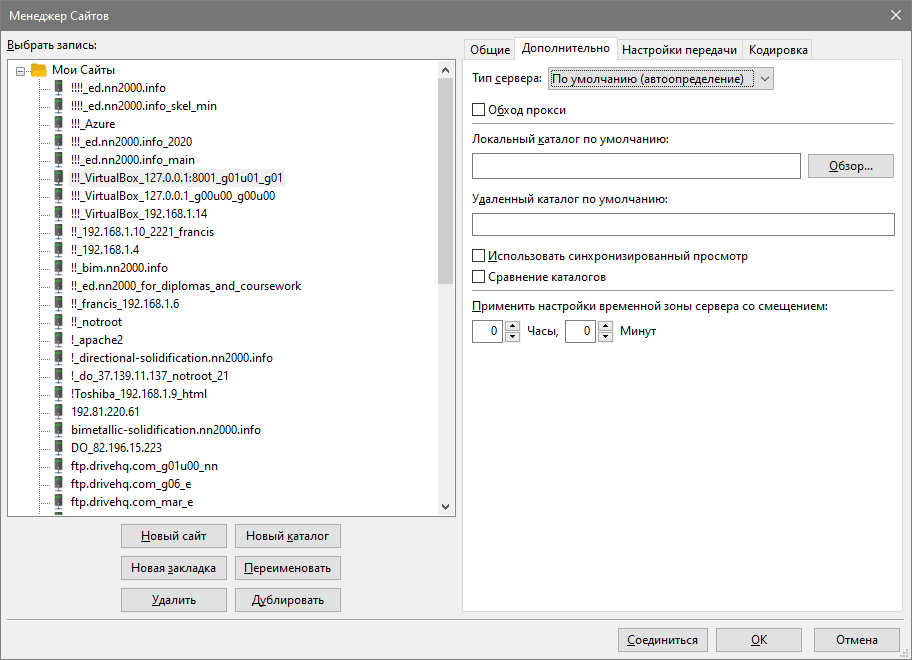 Менеджер Сайтов
Выбрать запись:
Мои Сайты
!!!!_ed.nn2000.info
!!!!_ed.nn2000.info_skel_min
!!!_Azure
!!!_ed.nn2000.info_2020
!!!_ed.nn2000.info_main
!!!_VirtualBox_127.0.0.1:8001_g01u01_g01
!!!_VirtualBox_127.0.0.1_g00u00_g00u00
!!!_VirtualBox_192.168.1.14
!!_192.168.1.10_2221_francis
!!_192.168.1.4
!!_bim.nn2000.info
!!_ed.nn2000_for_diplomas_and_coursework
!!_francis_192.168.1.6
!!_notroot
!_apache2
!_directional-solidification.nn2000.info
!_do_37.139.11.137_notroot_21
!Toshiba_192.168.1.9_html
192.81.220.61
bimetallic-solidification.nn2000.info
DO_82.196.15.223
ftp.drivehq.com_g01u00_nn
ftp.drivehq.com_g06_e
ftp.drivehq.com_mar_e
Новый сайт Новый каталог
Новая закладка Переименовать
Удалить Дублировать
Общие Дополнительно Настройки передачи Кодировка
Тип сервера: По умолчанию (автоопределение)
Обход прокси
Локальный каталог по умолчанию:
Обзор...
Удаленный каталог по умолчанию:
Использовать синхронизированный просмотр
Сравнение каталогов
Применить настройки временной зоны сервера со смещением:
0 Часы, 0 Минут
Соединиться OK Отмена